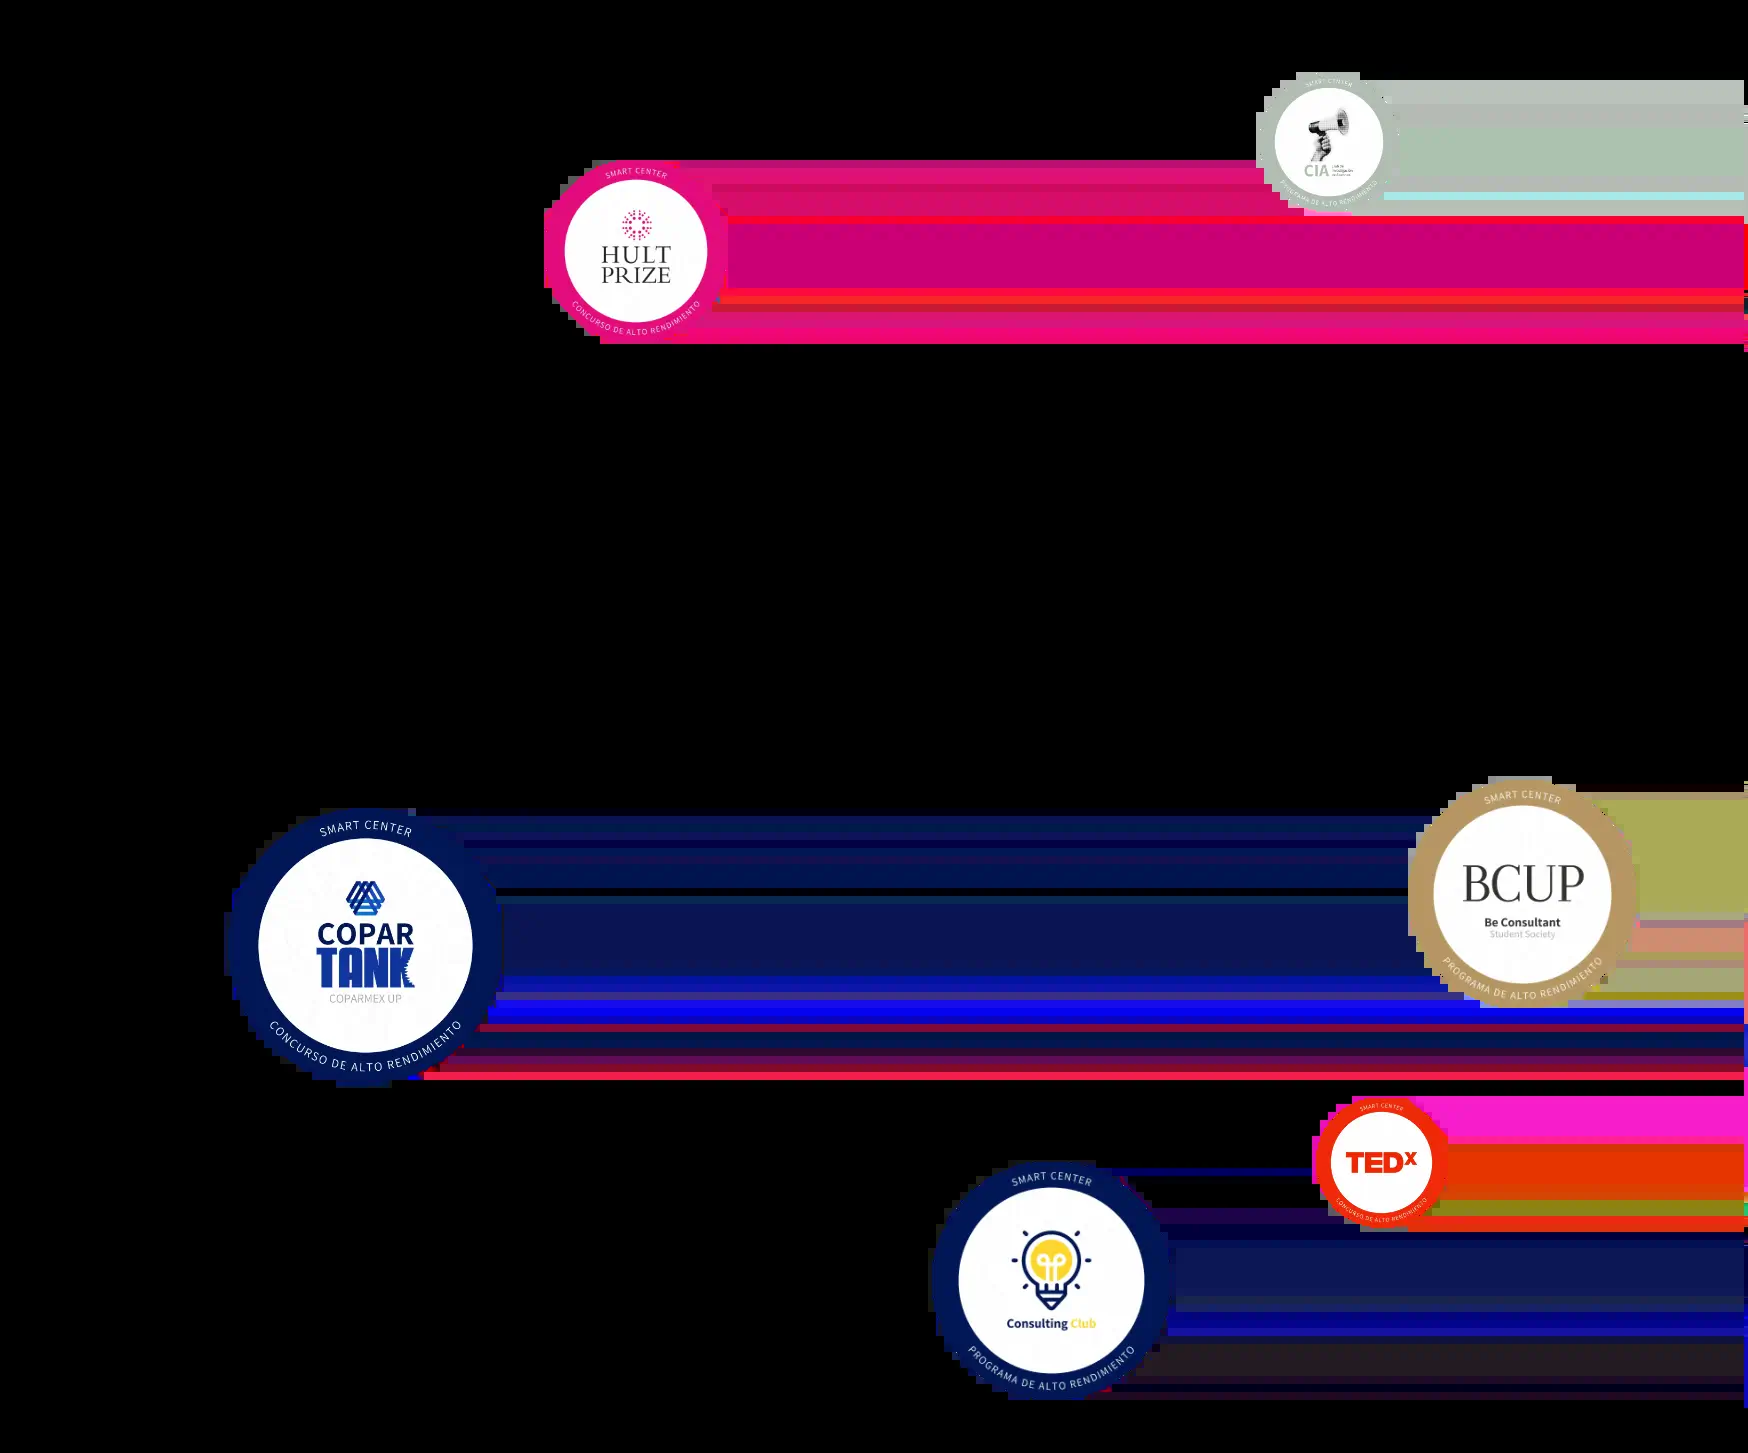 SMART CENTER
CIA
PROGRAMA DE ALTO RENDIMIENTO
SMART CENTER
HULT
PRIZE
CONCURSO DE ALTO RENDIMIENTO
SMART CENTER
BCUP
Be Consultant
Student Society
PROGRAMA DE ALTO RENDIMIENTO
SMART CENTER
COPAR
TANK
COPARMEX UP
CONCURSO DE ALTO RENDIMIENTO
SMART CENTER
TEDx
CONCURSO DE ALTO RENDIMIENTO
SMART CENTER
Consulting Club
PROGRAMA DE ALTO RENDIMIENTO